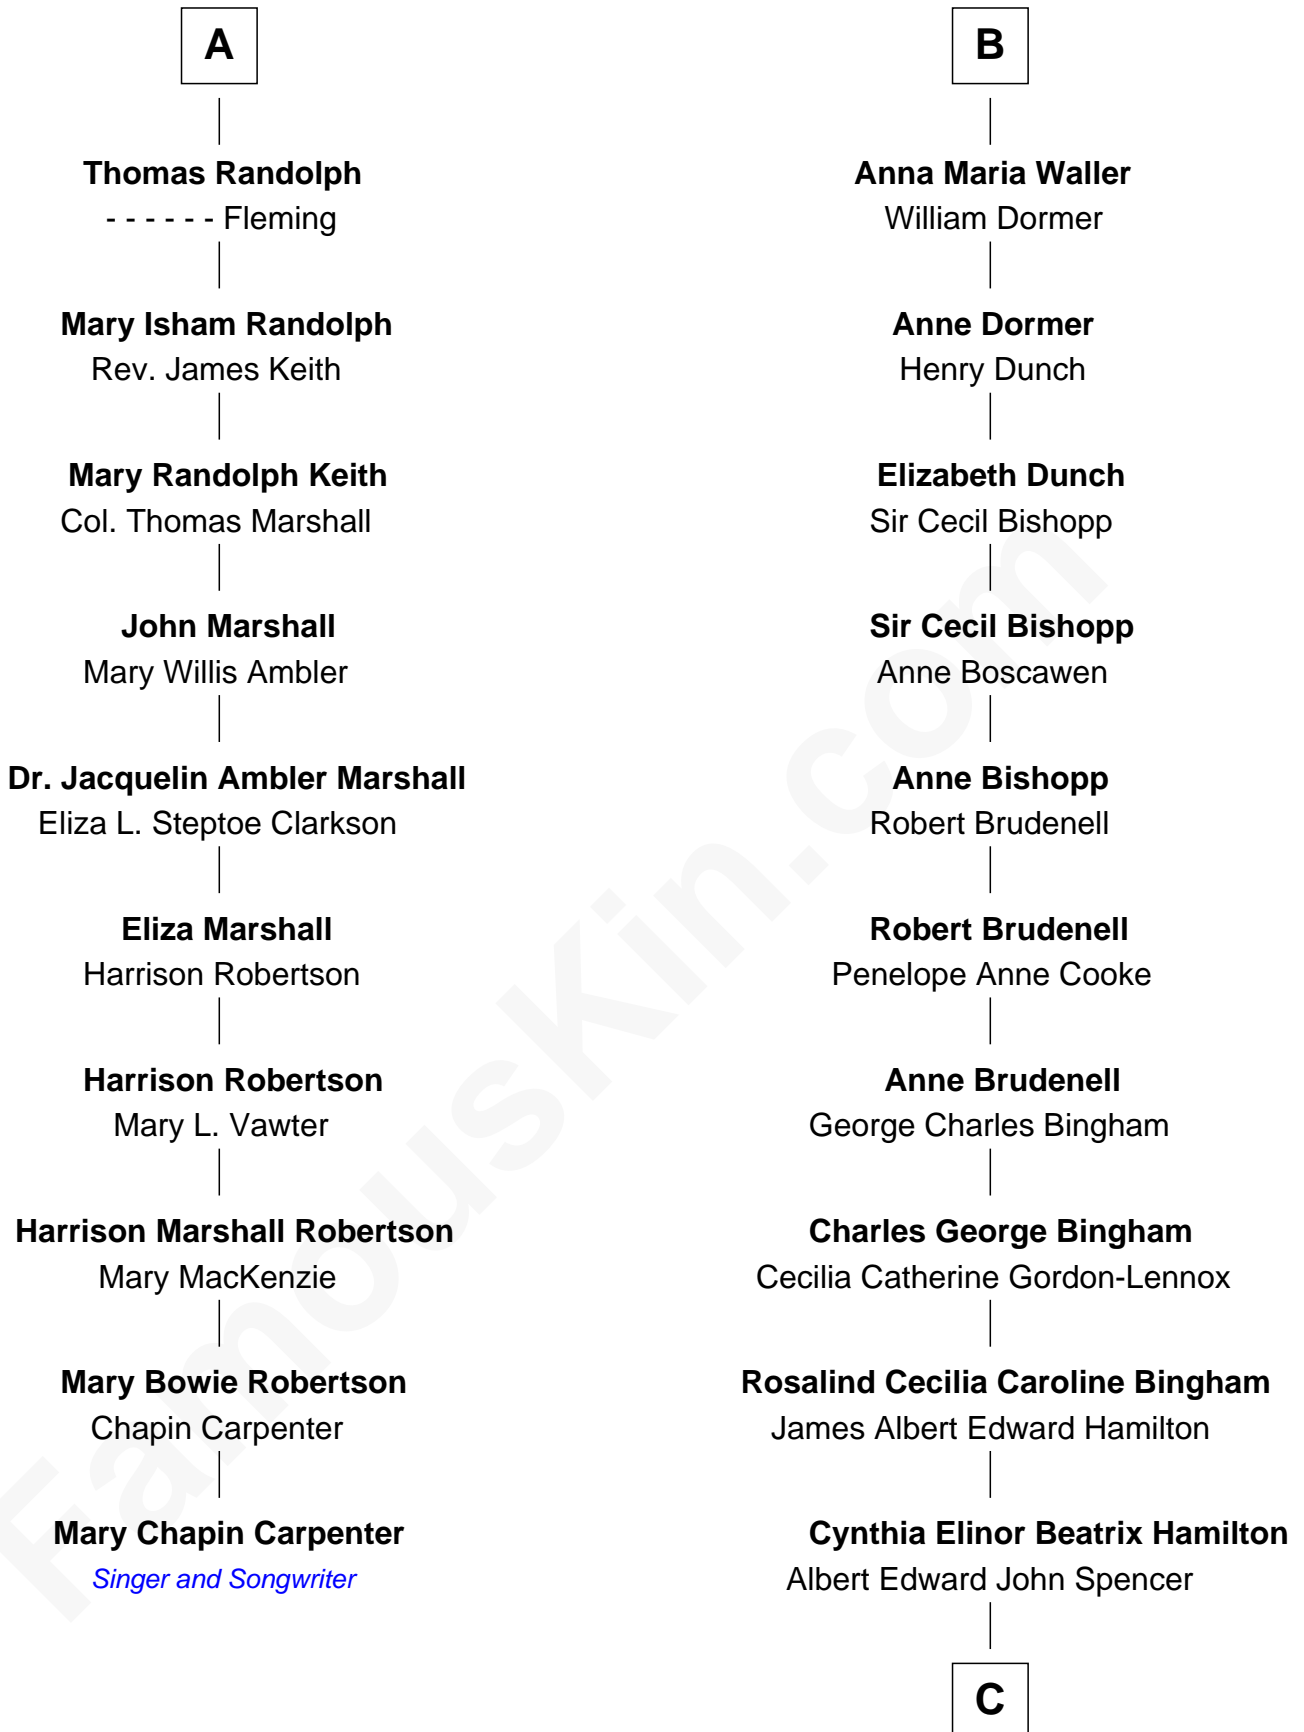 A
Thomas Randolph
- - - - - - Fleming
Mary Isham Randolph
Rev. James Keith
Mary Randolph Keith
Col. Thomas Marshall
John Marshall
Mary Willis Ambler
Dr. Jacquelin Ambler Marshall
Eliza L. Steptoe Clarkson
Eliza Marshall
Harrison Robertson
Harrison Robertson
Mary L. Vawter
Harrison Marshall Robertson
Mary MacKenzie
Mary Bowie Robertson
Chapin Carpenter
Mary Chapin Carpenter
Singer and Songwriter
B
Anna Maria Waller
William Dormer
Anne Dormer
Henry Dunch
Elizabeth Dunch
Sir Cecil Bishopp
Sir Cecil Bishopp
Anne Boscawen
Anne Bishopp
Robert Brudenell
Robert Brudenell
Penelope Anne Cooke
Anne Brudenell
George Charles Bingham
Charles George Bingham
Cecilia Catherine Gordon-Lennox
Rosalind Cecilia Caroline Bingham
James Albert Edward Hamilton
Cynthia Elinor Beatrix Hamilton
Albert Edward John Spencer
C
FamousKin.com